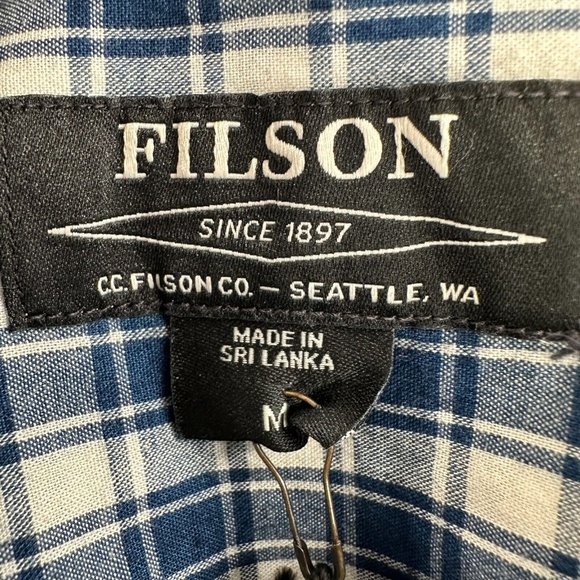 FILSON
SINCE 1897
C.C. FILSON CO. — SEATTLE, WA
MADE IN
SRI LANKA
M